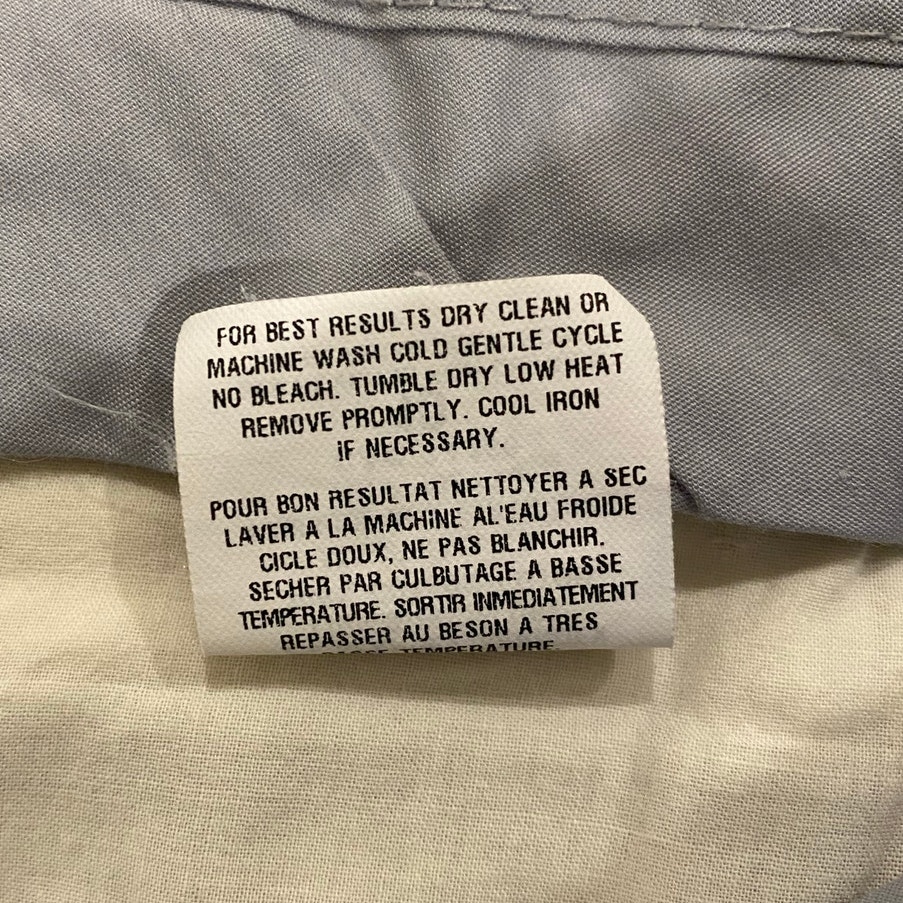 FOR BEST RESULTS DRY CLEAN OR
MACHINE WASH COLD GENTLE CYCLE
NO BLEACH. TUMBLE DRY LOW HEAT
REMOVE PROMPTLY. COOL IRON
IF NECESSARY.
POUR BON RESULTAT NETTOYER A SEC
LAVER A LA MACHINE AL'EAU FROIDE
CICLE DOUX, NE PAS BLANCHIR.
SECHER PAR CULBUTAGE A BASSE
TEMPERATURE. SORTIR INMEDIATEMENT
REPASSER AU BESON A TRES
BASSE TEMPERATURE.